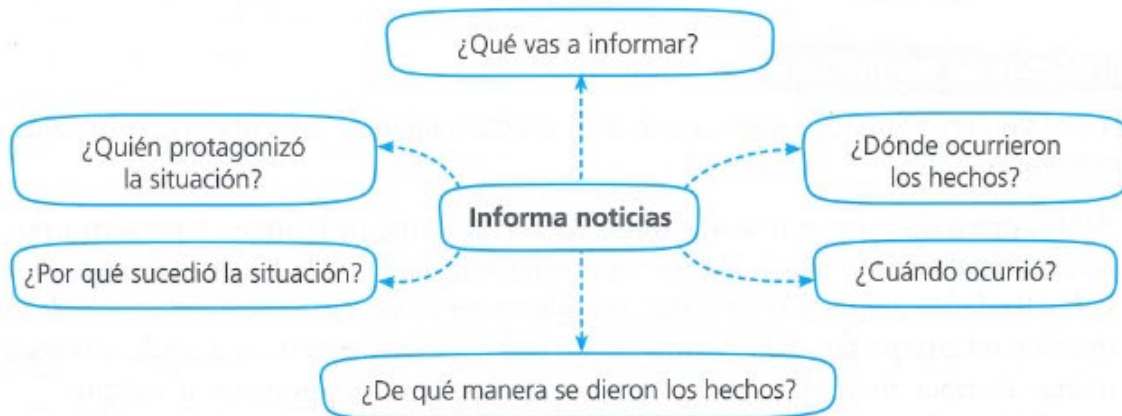 ¿Qué vas a informar?
¿Quién protagonizó
la situación?
¿Dónde ocurrieron
los hechos?
Informa noticias
¿Por qué sucedió la situación?
¿Cuándo ocurrió?
¿De qué manera se dieron los hechos?